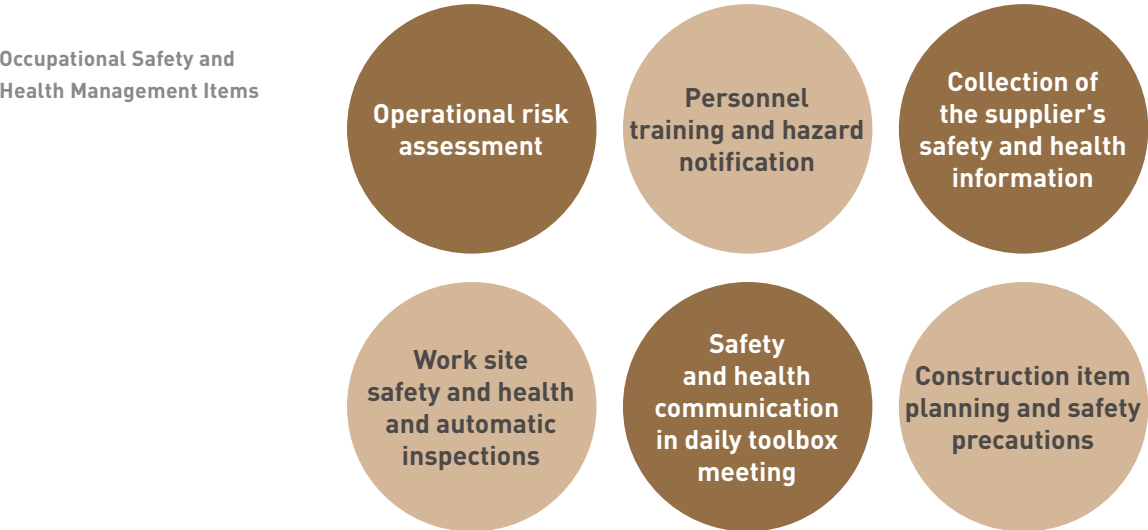 Occupational Safety and
Health Management Items
Operational risk
assessment
Personnel
training and hazard
notification
Collection of
the supplier's
safety and health
information
Work site
safety and health
and automatic
inspections
Safety
and health
communication
in daily toolbox
meeting
Construction item
planning and safety
precautions